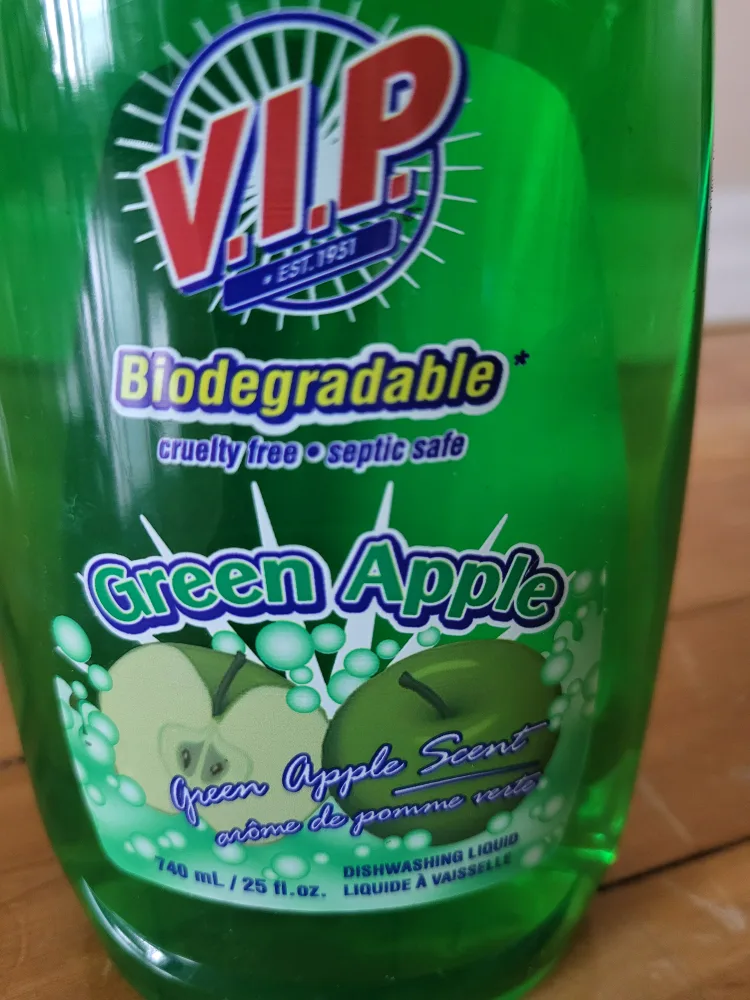 V.I.P.
• EST. 1951
Biodegradable*
cruelty free • septic safe
Green Apple
Green Apple Scent
arôme de pomme verte
740 mL / 25 fl.oz.
DISHWASHING LIQUID
LIQUIDE À VAISSELLE